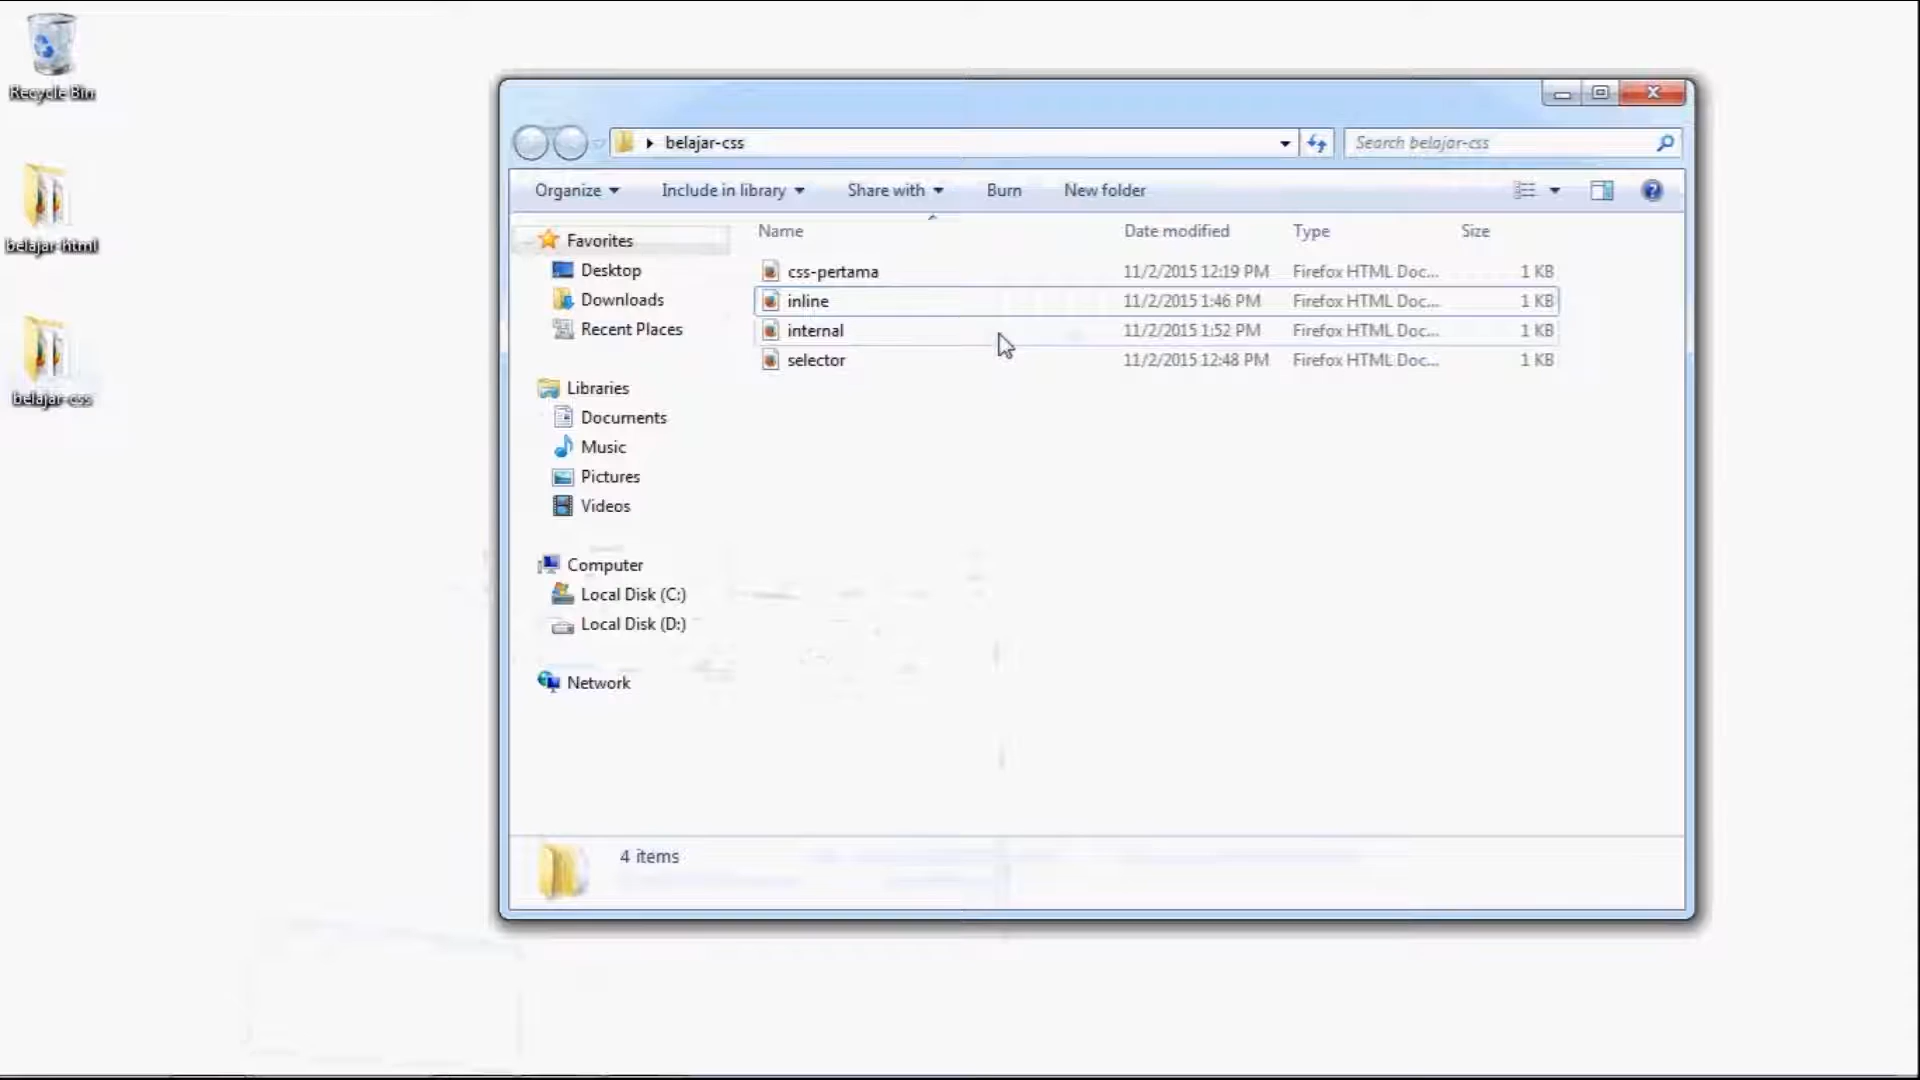 Recycle Bin
belajar-html
belajar-css
belajar-css
Search belajar-css
Organize
Include in library
Share with
Burn
New folder
Favorites
Desktop
Downloads
Recent Places
Libraries
Documents
Music
Pictures
Videos
Computer
Local Disk (C:)
Local Disk (D:)
Network
Name Date modified Type Size
css-pertama 11/2/2015 12:19 PM Firefox HTML Doc... 1 KB
inline 11/2/2015 1:46 PM Firefox HTML Doc... 1 KB
internal 11/2/2015 1:52 PM Firefox HTML Doc... 1 KB
selector 11/2/2015 12:48 PM Firefox HTML Doc... 1 KB
4 items